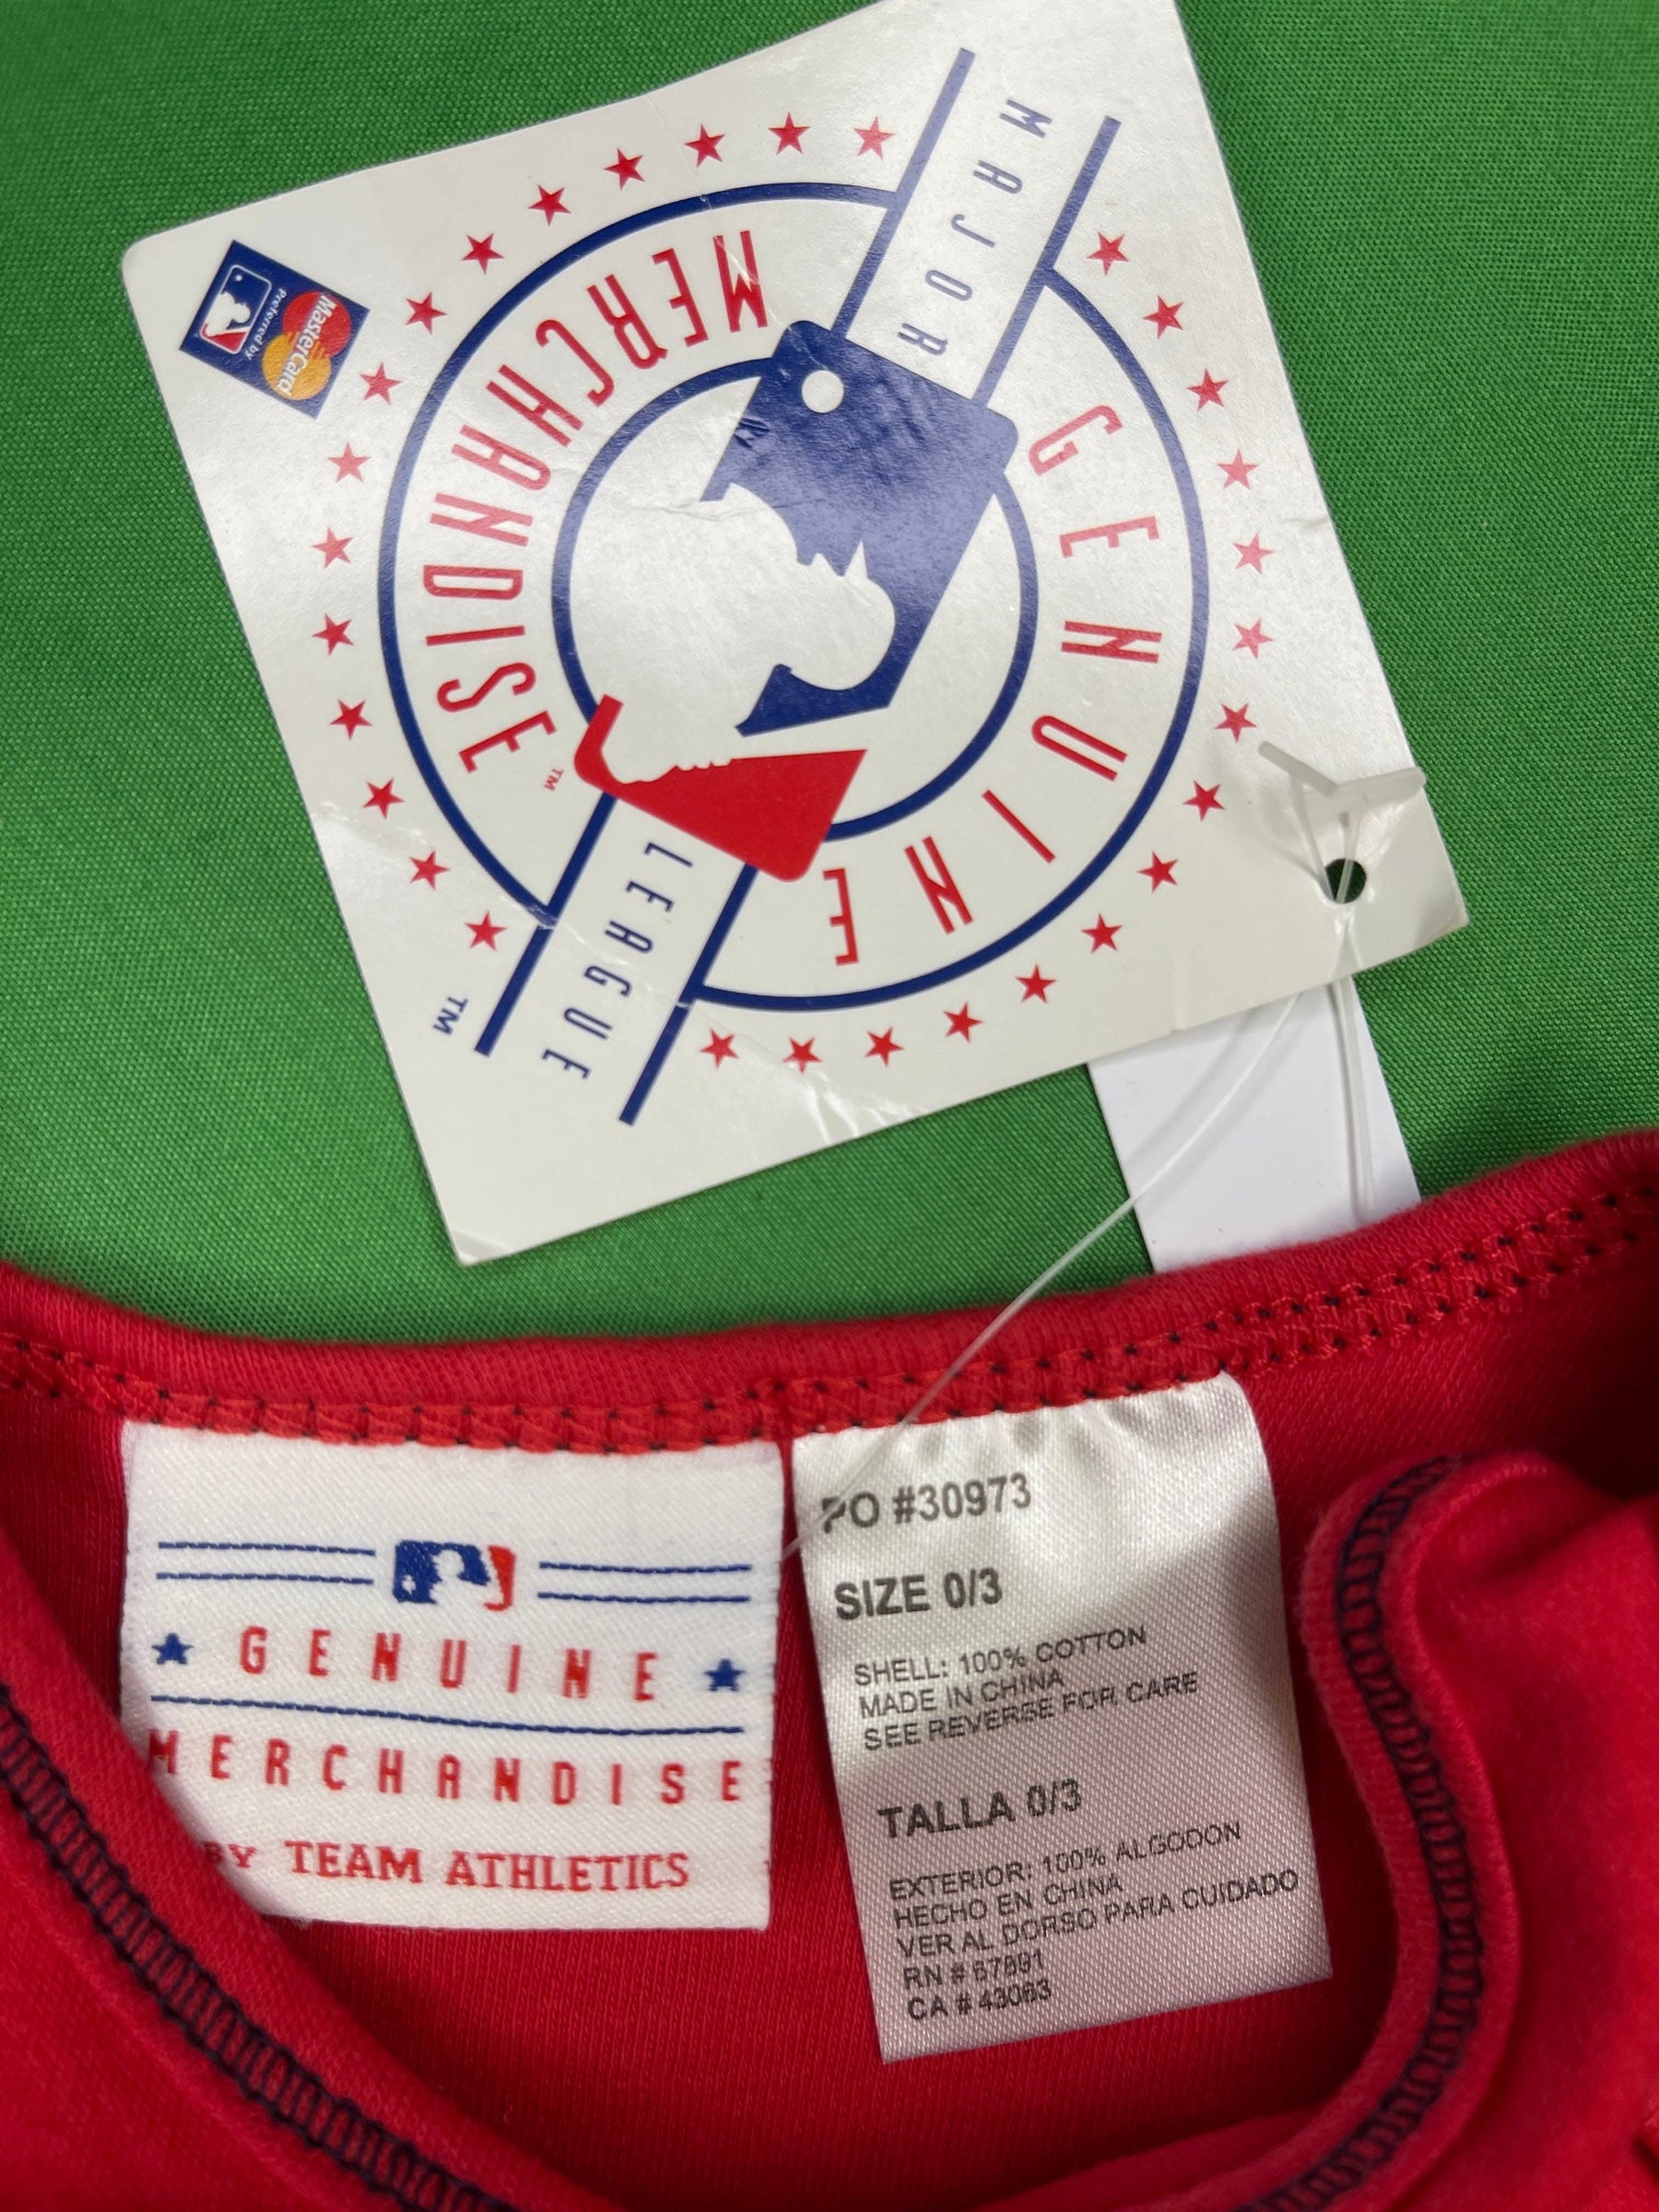 MAJOR
LEAGUE
GENUINE
MERCHANDISE
TM
TM
Preferred by
MasterCard
GENUINE
MERCHANDISE
BY TEAM ATHLETICS
PO #30973
SIZE 0/3
SHELL: 100% COTTON
MADE IN CHINA
SEE REVERSE FOR CARE
TALLA 0/3
EXTERIOR: 100% ALGODON
HECHO EN CHINA
VER AL DORSO PARA CUIDADO
RN # 67891
CA # 43063